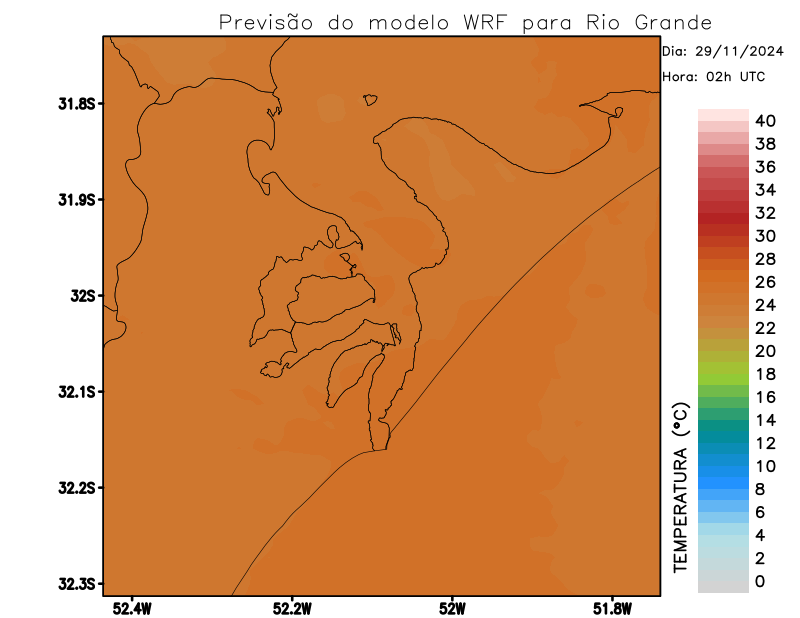 Previsão do modelo WRF para Rio Grande
Dia: 29/11/2024
Hora: 02h UTC
31.8S
31.9S
32S
32.1S
32.2S
32.3S
52.4W
52.2W
52W
51.8W
TEMPERATURA (°C)
40
38
36
34
32
30
28
26
24
22
20
18
16
14
12
10
8
6
4
2
0